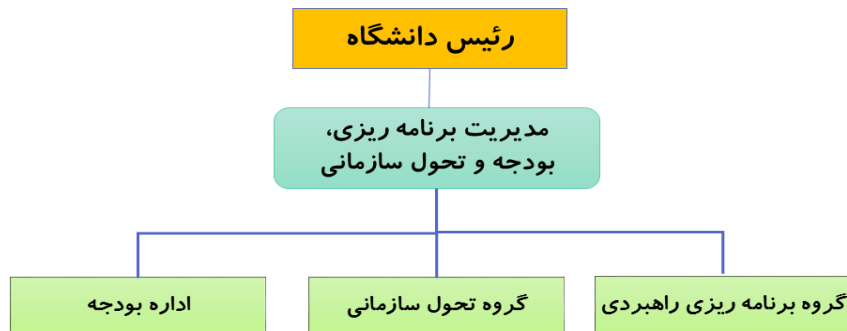 رئیس دانشگاه
مدیریت برنامه ریزی،
بودجه و تحول سازمانی
گروه برنامه ریزی راهبردی
گروه تحول سازمانی
اداره بودجه